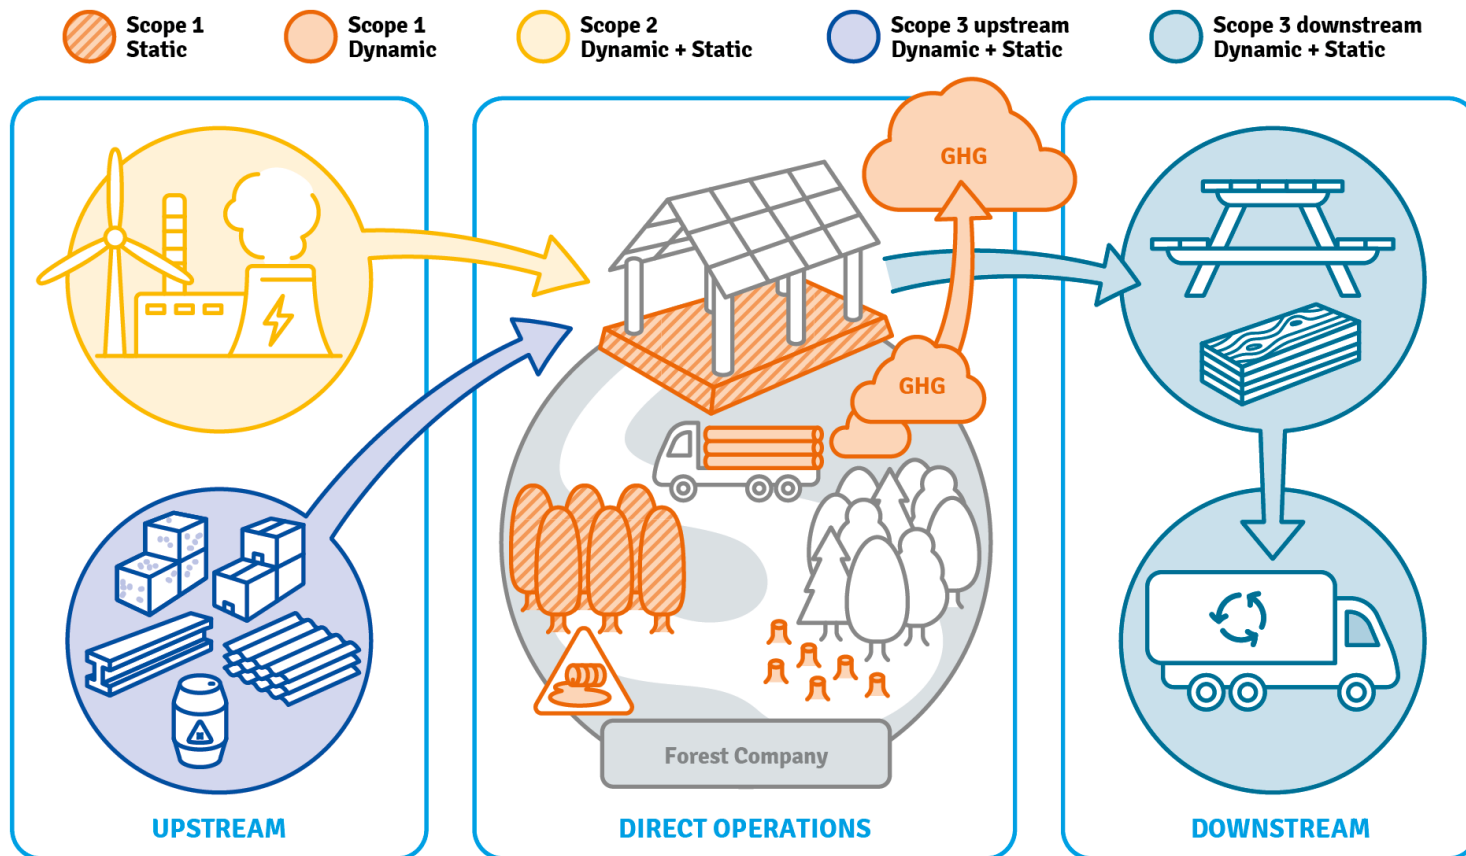 Scope 1
Static
Scope 1
Dynamic
Scope 2
Dynamic + Static
Scope 3 upstream
Dynamic + Static
Scope 3 downstream
Dynamic + Static
GHG
GHG
Forest Company
UPSTREAM
DIRECT OPERATIONS
DOWNSTREAM